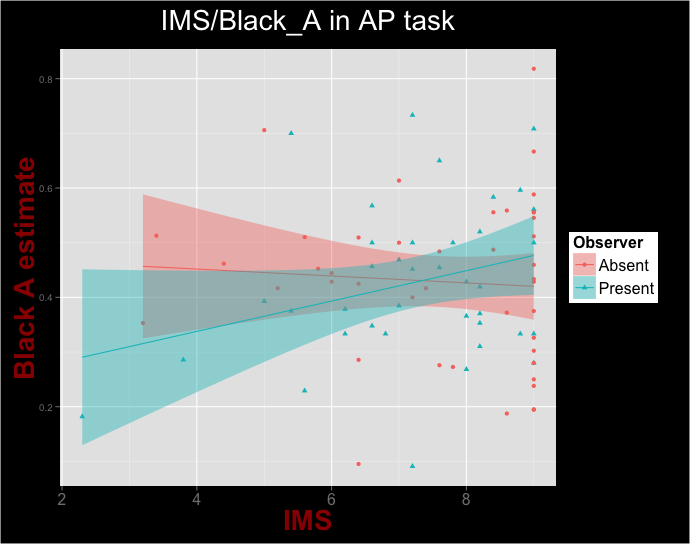 IMS/Black_A in AP task
Black A estimate
0.8
0.6
0.4
0.2
2
4
6
8
IMS
Observer
Absent
Present